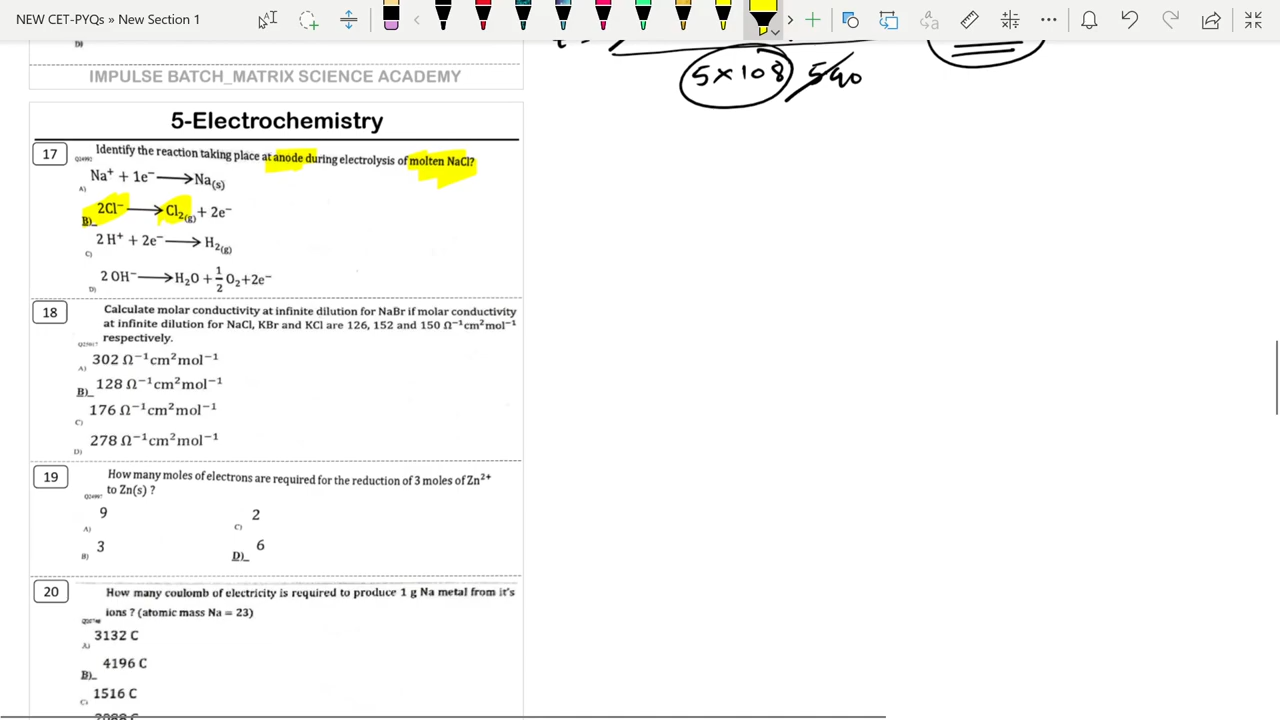 NEW CET-PYQs » New Section 1
IMPULSE BATCH_MATRIX SCIENCE ACADEMY
5×108 540
5-Electrochemistry
17 Identify the reaction taking place at anode during electrolysis of molten NaCl?
A) Na⁺ + 1e⁻ ⟶ Na(s)
B) 2Cl⁻ ⟶ Cl₂(g) + 2e⁻
C) 2 H⁺ + 2e⁻ ⟶ H₂(g)
D) 2 OH⁻ ⟶ H₂O + 1/2 O₂+2e⁻
18 Calculate molar conductivity at infinite dilution for NaBr if molar conductivity
at infinite dilution for NaCl, KBr and KCl are 126, 152 and 150 Ω⁻¹cm²mol⁻¹
respectively.
A) 302 Ω⁻¹cm²mol⁻¹
B) 128 Ω⁻¹cm²mol⁻¹
C) 176 Ω⁻¹cm²mol⁻¹
D) 278 Ω⁻¹cm²mol⁻¹
19 How many moles of electrons are required for the reduction of 3 moles of Zn²⁺
to Zn(s) ?
A) 9 C) 2
B) 3 D) 6
20 How many coulomb of electricity is required to produce 1 g Na metal from it's
ions ? (atomic mass Na = 23)
A) 3132 C
B) 4196 C
C) 1516 C
2088 C